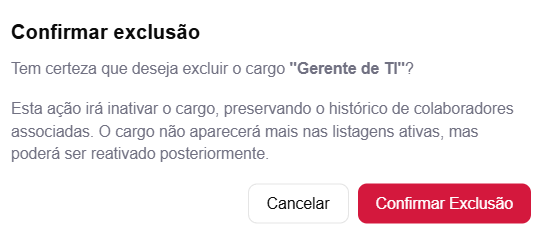 Confirmar exclusão
Tem certeza que deseja excluir o cargo "Gerente de TI"?
Esta ação irá inativar o cargo, preservando o histórico de colaboradores
associadas. O cargo não aparecerá mais nas listagens ativas, mas
poderá ser reativado posteriormente.
Cancelar
Confirmar Exclusão